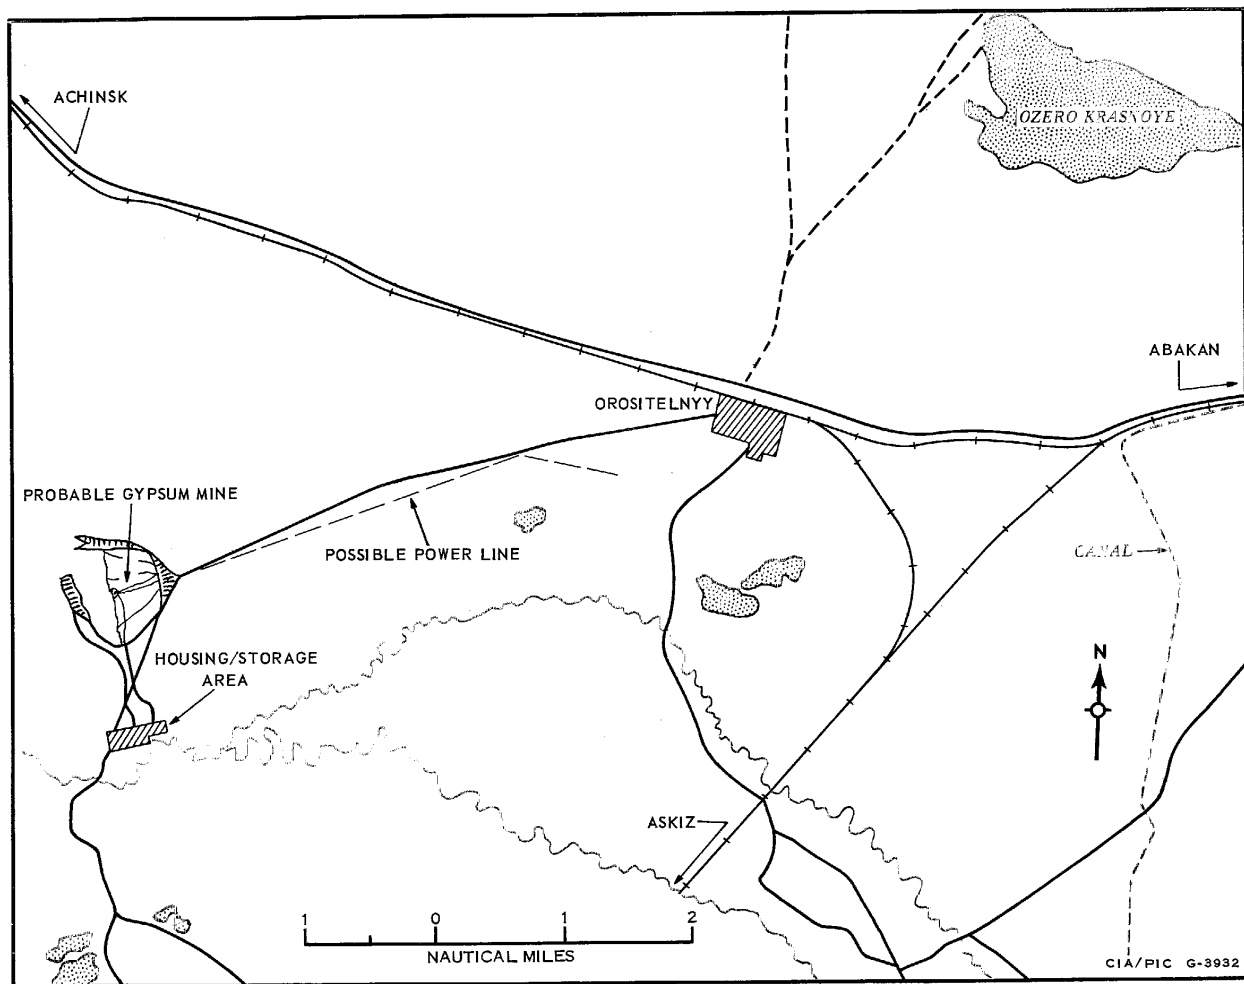 ACHINSK
OZERO KRASNOYE
ABAKAN
OROSITELNYY
PROBABLE GYPSUM MINE
POSSIBLE POWER LINE
CANAL
HOUSING/STORAGE
AREA
N
ASKIZ
1 0 1 2
NAUTICAL MILES
CIA/PIC G-3932